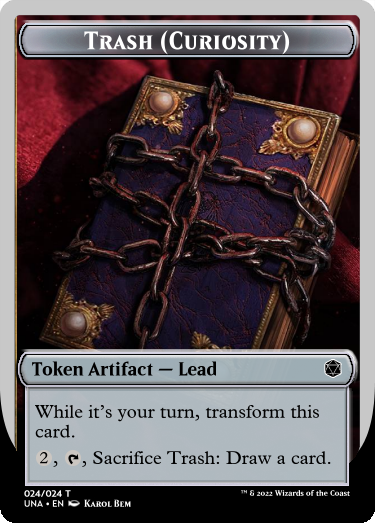 Trash (Curiosity)
Token Artifact — Lead
While it's your turn, transform this
card.
2, , Sacrifice Trash: Draw a card.
024/024 T
UNA • EN Karol Bem
™ & 2022 Wizards of the Coast